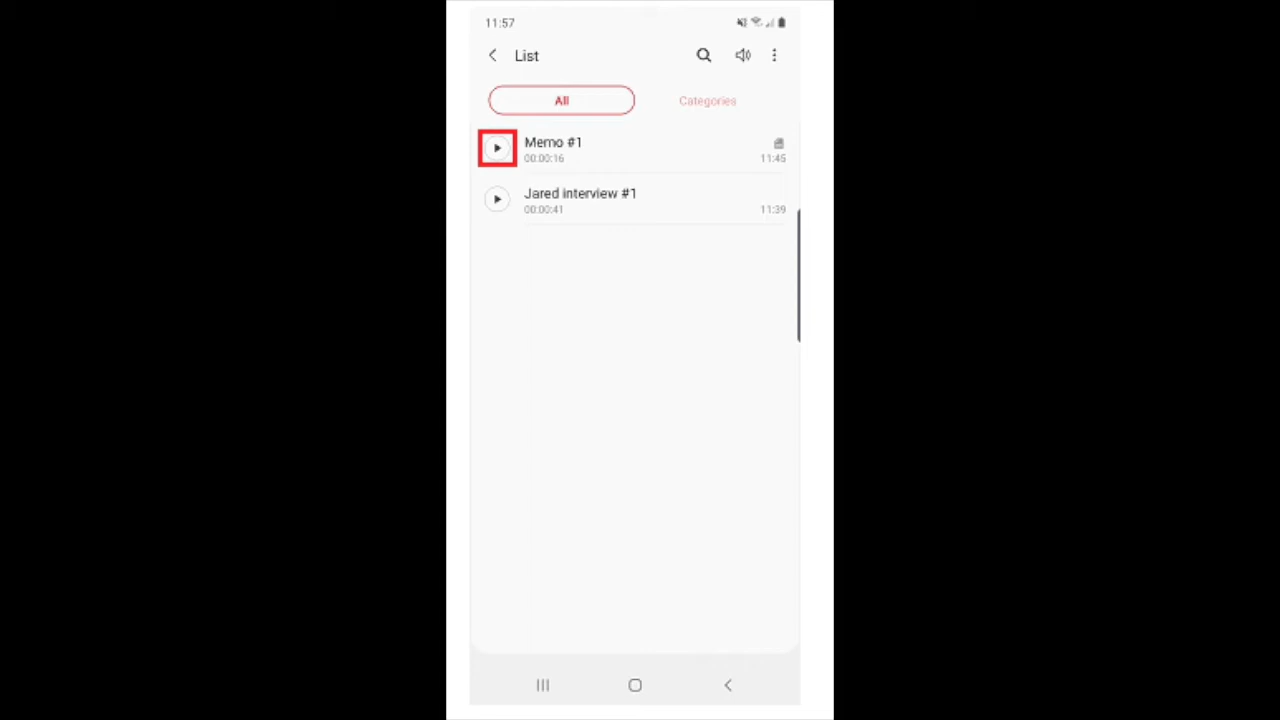 11:57
List
All
Categories
Memo #1
00:00:16
11:45
Jared interview #1
00:00:41
11:39